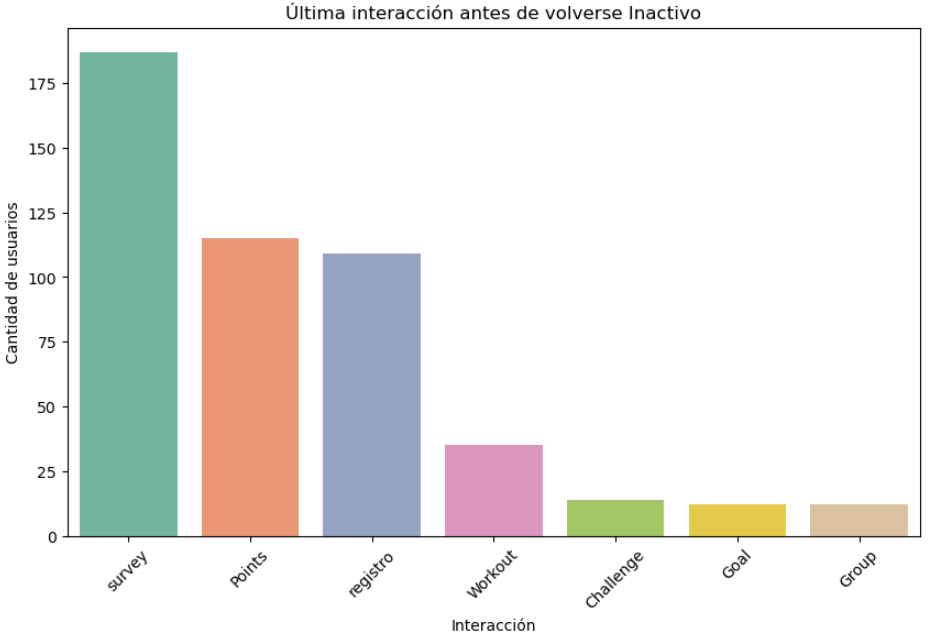 Última interacción antes de volverse Inactivo
Cantidad de usuarios
175
150
125
100
75
50
25
0
survey
Points
registro
Workout
Challenge
Goal
Group
Interacción